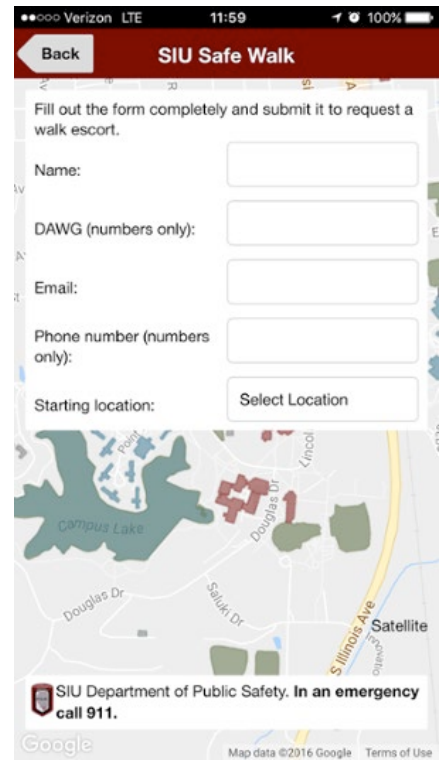 Verizon LTE 11:59 100%
Back SIU Safe Walk
Fill out the form completely and submit it to request a
walk escort.
Name:
DAWG (numbers only):
Email:
Phone number (numbers
only):
Starting location: Select Location
Point
Lincol
Campus Lake
Douglas Dr
Douglas Dr
Saluki Dr
S Illinois Ave
Satellite
SIU Department of Public Safety. In an emergency
call 911.
Google Map data ©2016 Google Terms of Use